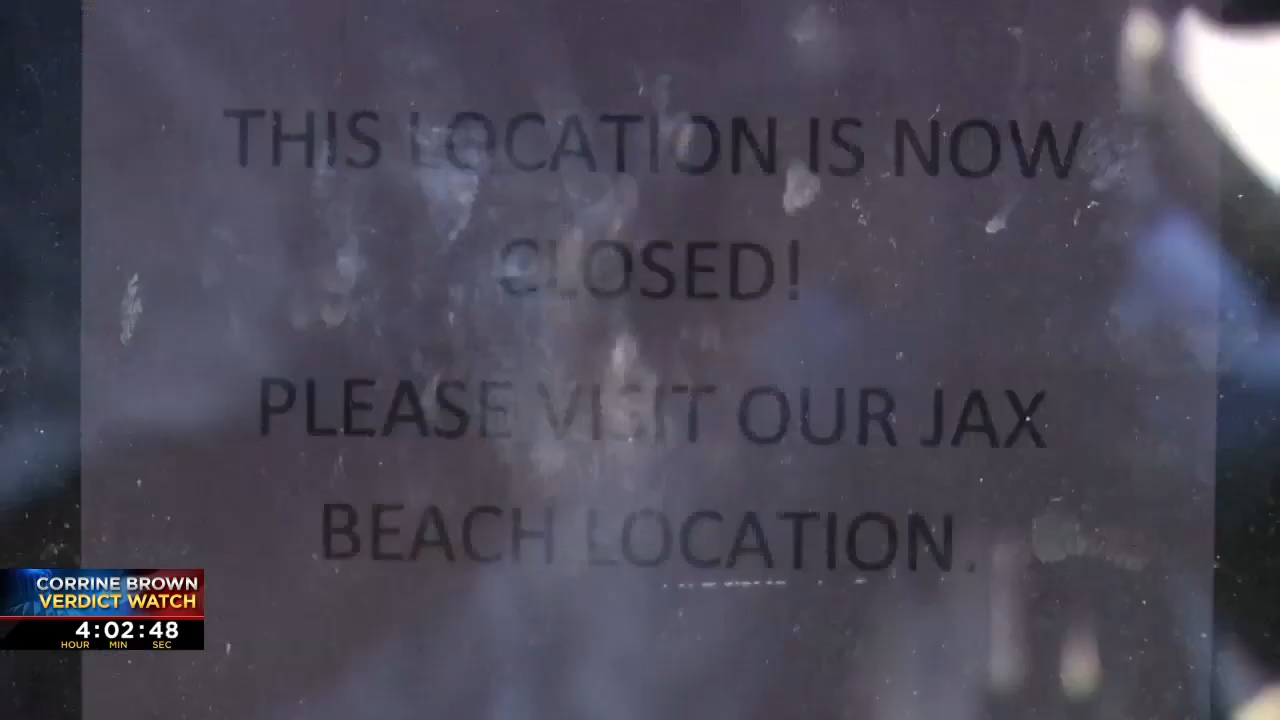 THIS LOCATION IS NOW
CLOSED!
PLEASE VISIT OUR JAX
BEACH LOCATION.
CORRINE BROWN
VERDICT WATCH
4:02:48
HOUR MIN SEC